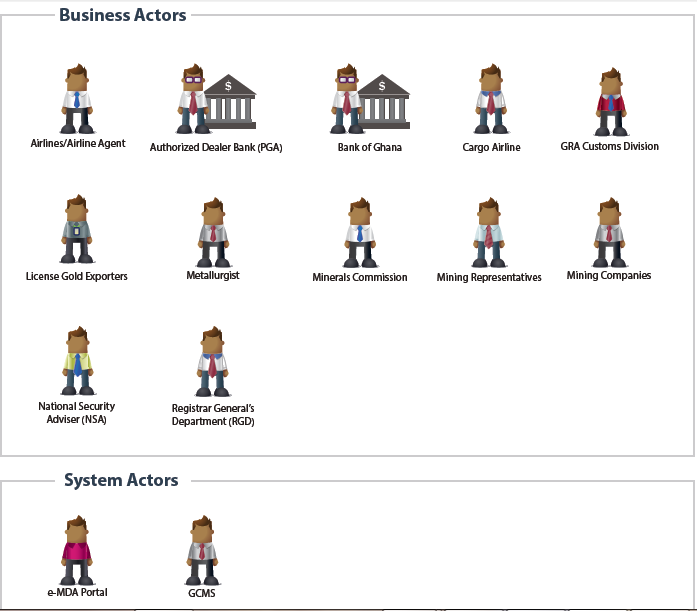 Business Actors
$
$
Airlines/Airline Agent
Authorized Dealer Bank (PGA)
Bank of Ghana
Cargo Airline
GRA Customs Division
License Gold Exporters
Metallurgist
Minerals Commission
Mining Representatives
Mining Companies
National Security
Adviser (NSA)
Registrar General's
Department (RGD)
System Actors
e-MDA Portal
GCMS